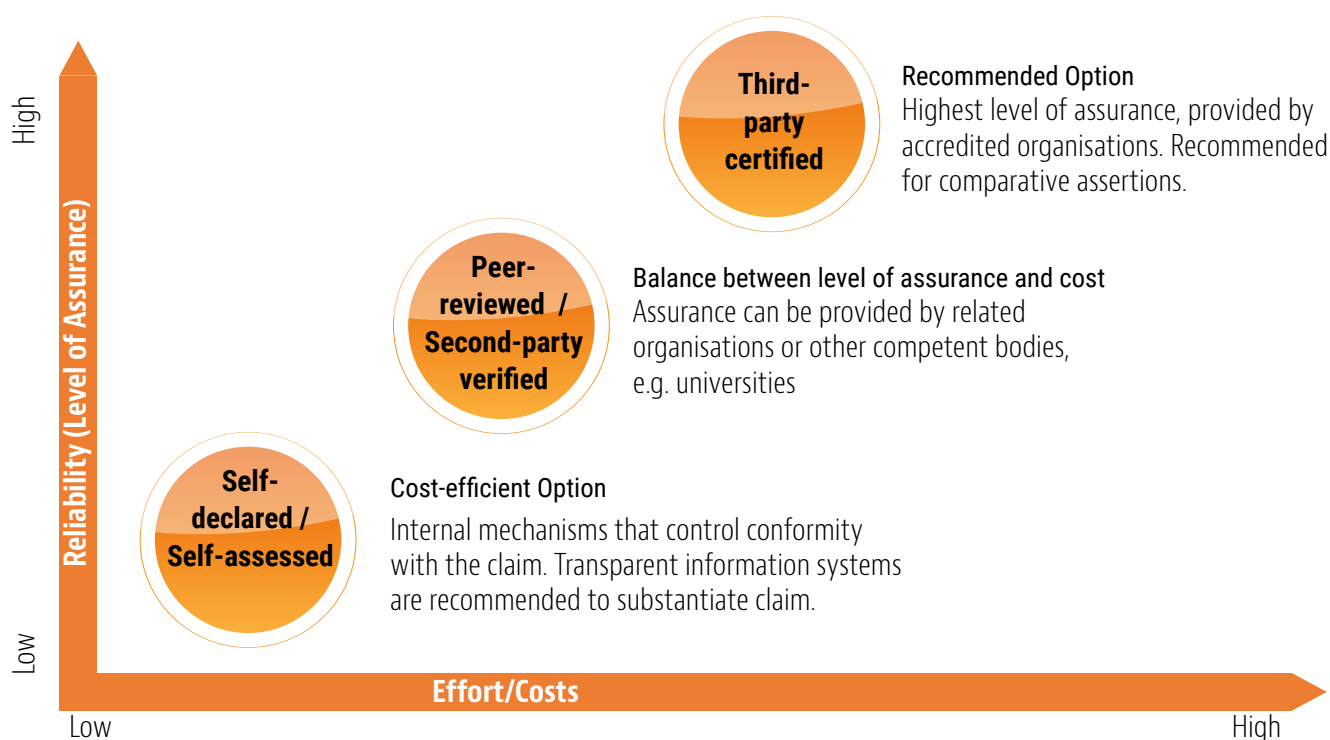 High
Reliability (Level of Assurance)
Low
Third-
party
certified
Recommended Option
Highest level of assurance, provided by
accredited organisations. Recommended
for comparative assertions.
Peer-
reviewed /
Second-party
verified
Balance between level of assurance and cost
Assurance can be provided by related
organisations or other competent bodies,
e.g. universities
Self-
declared /
Self-assessed
Cost-efficient Option
Internal mechanisms that control conformity
with the claim. Transparent information systems
are recommended to substantiate claim.
Effort/Costs
Low
High